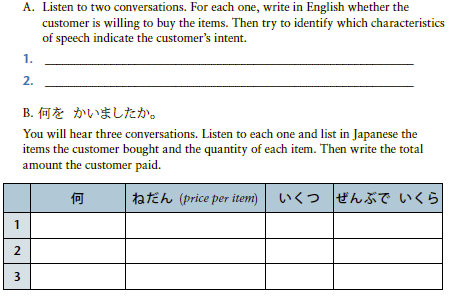 A. Listen to two conversations. For each one, write in English whether the
customer is willing to buy the items. Then try to identify which characteristics
of speech indicate the customer's intent.
1.
2.
B. 何を かいましたか。
You will hear three conversations. Listen to each one and list in Japanese the
items the customer bought and the quantity of each item. Then write the total
amount the customer paid.
何 ねだん (price per item) いくつ ぜんぶで いくら
1
2
3